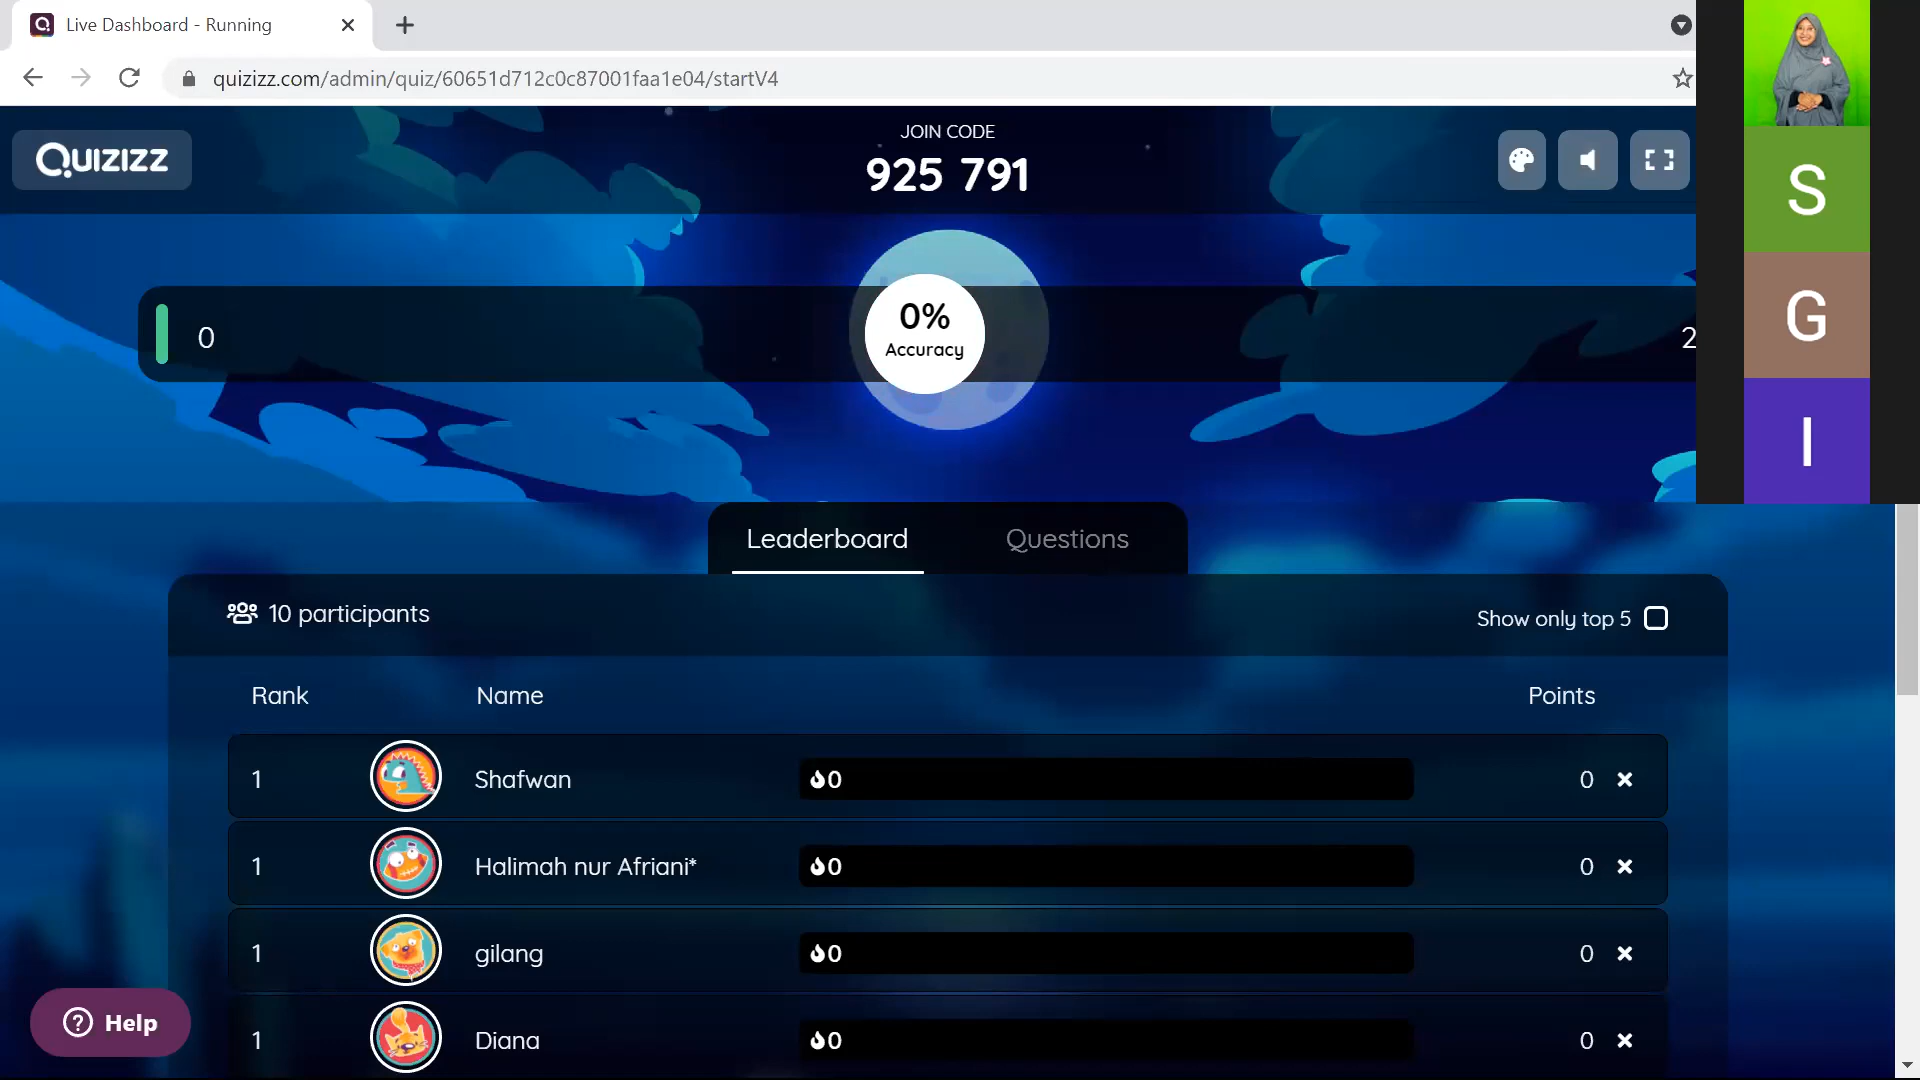 Live Dashboard - Running
quizizz.com/admin/quiz/60651d712c0c87001faa1e04/startV4
QUIZIZZ
JOIN CODE
925 791
S
G
I
0
0%
Accuracy
2
Leaderboard Questions
10 participants
Show only top 5
Rank Name Points
1 Shafwan 0 0
1 Halimah nur Afriani* 0 0
1 gilang 0 0
1 Diana 0 0
Help